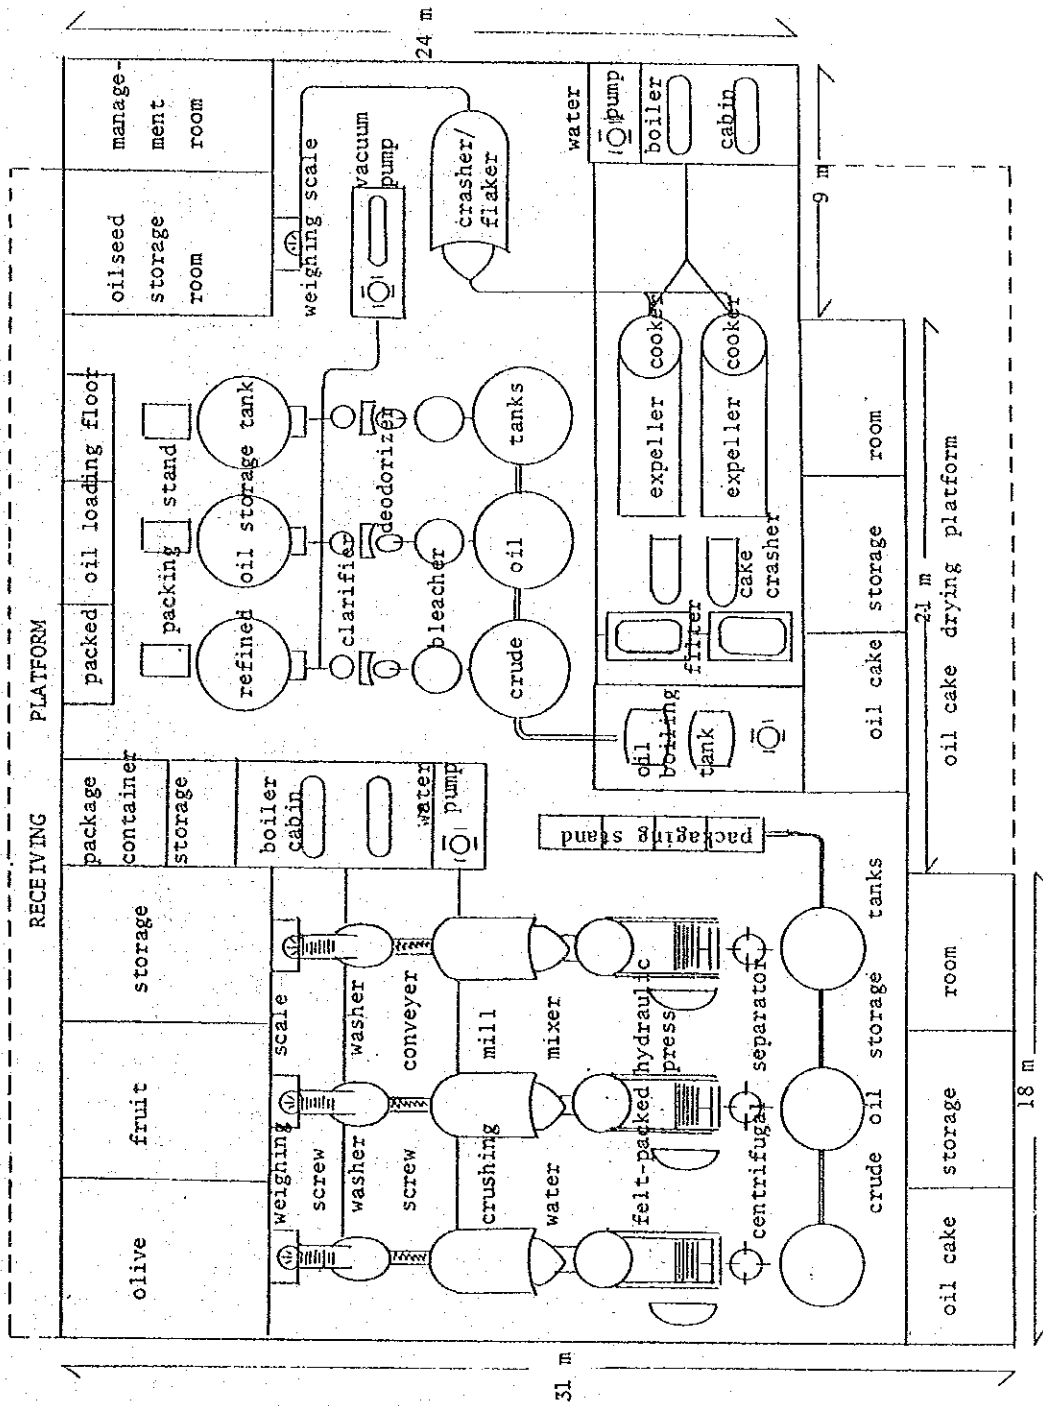 RECEIVING PLATFORM
olive fruit storage
package
container
storage
packed oil loading floor
oilseed
storage
room
manage-
ment
room
24 m
boiler
cabin
water
pump
packing stand
refined oil storage tank
clarifier
deodorizer
bleacher
crude oil tanks
weighing scale
vacuum
pump
crasher/
flaker
water
pump
boiler
cabin
weighing scale
screw washer
washer conveyer
screw
crushing mill
water mixer
felt-packed hydraulic
press
centrifugal separator
crude oil storage tanks
packaging stand
oil
boiling
tank
filter
cake
crasher
expeller cooker
expeller cooker
oil cake storage room
oil cake storage room
oil cake drying platform
9 m
21 m
18 m
31 m